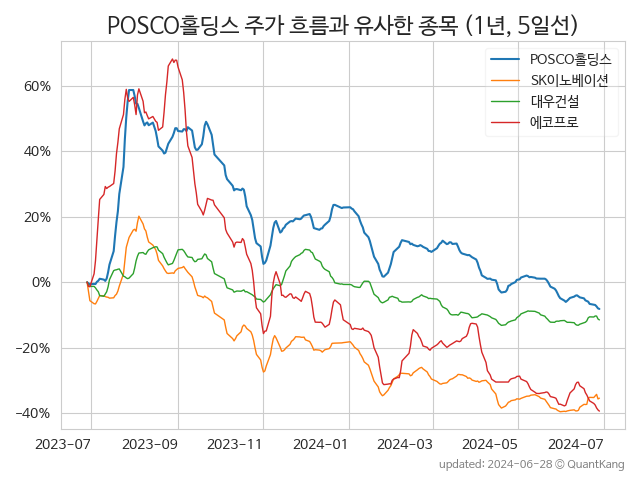 POSCO홀딩스 주가 흐름과 유사한 종목 (1년, 5일선)
POSCO홀딩스
SK이노베이션
대우건설
에코프로
60%
40%
20%
0%
−20%
−40%
2023-07
2023-09
2023-11
2024-01
2024-03
2024-05
2024-07
updated: 2024-06-28 © QuantKang